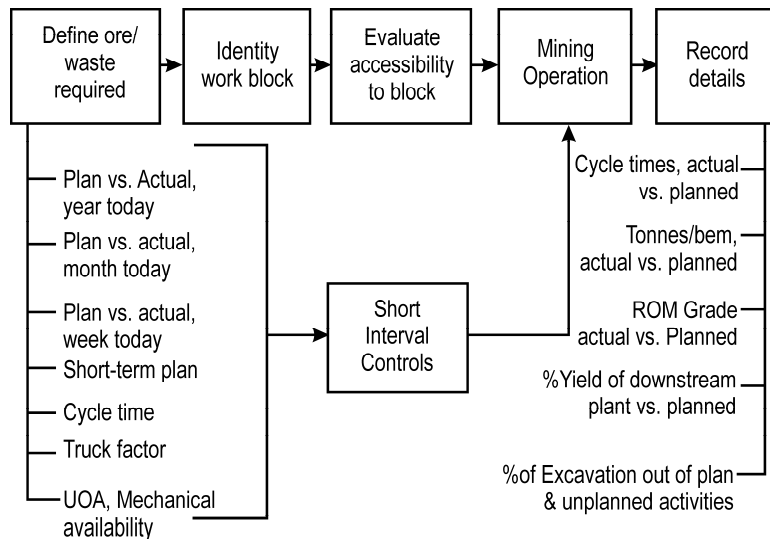 Define ore/
waste
required
Identity
work block
Evaluate
accessibility
to block
Mining
Operation
Record
details
Plan vs. Actual,
year today
Plan vs. actual,
month today
Plan vs. actual,
week today
Short-term plan
Cycle time
Truck factor
UOA, Mechanical
availability
Short
Interval
Controls
Cycle times, actual
vs. planned
Tonnes/bem,
actual vs. planned
ROM Grade
actual vs. Planned
%Yield of downstream
plant vs. planned
%of Excavation out of plan
& unplanned activities